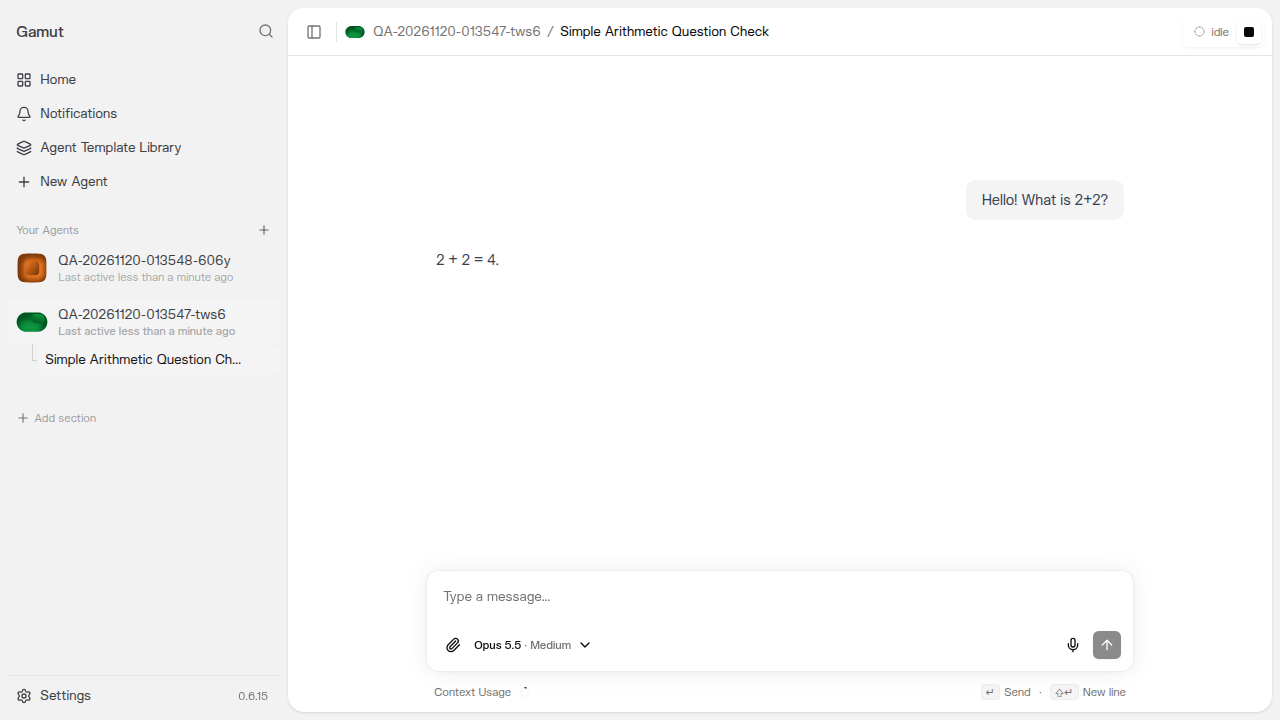 Gamut
Home
Notifications
Agent Template Library
New Agent
Your Agents
QA-20261120-013548-606y
Last active less than a minute ago
QA-20261120-013547-tws6
Last active less than a minute ago
Simple Arithmetic Question Ch...
Add section
Settings
0.6.15
QA-20261120-013547-tws6 / Simple Arithmetic Question Check
idle
Hello! What is 2+2?
2 + 2 = 4.
Type a message...
Opus 5.5 · Medium
Context Usage
Send · New line